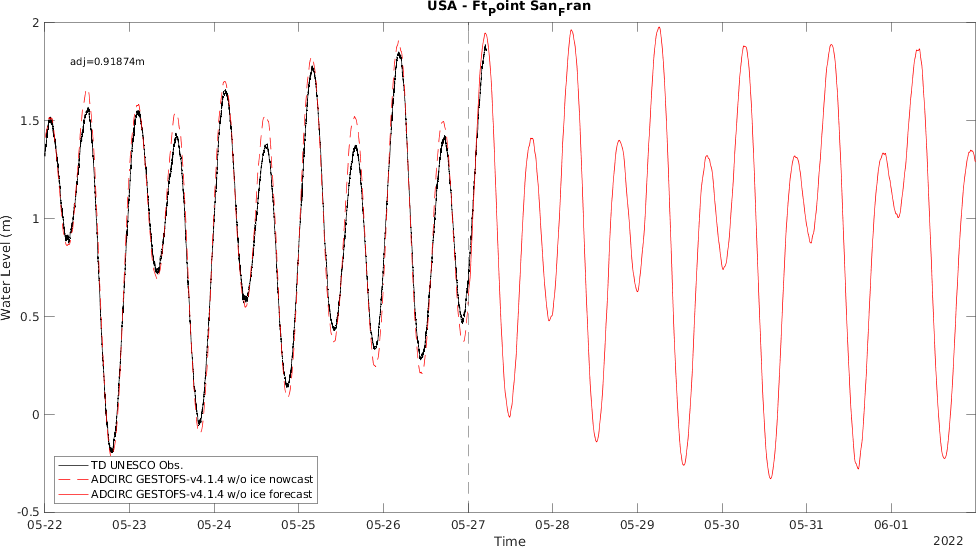 USA - Ft_Point San_Fran
adj=0.91874m
Water Level (m)
2
1.5
1
0.5
0
-0.5
TD UNESCO Obs.
ADCIRC GESTOFS-v4.1.4 w/o ice nowcast
ADCIRC GESTOFS-v4.1.4 w/o ice forecast
05-22 05-23 05-24 05-25 05-26 05-27 05-28 05-29 05-30 05-31 06-01
Time
2022